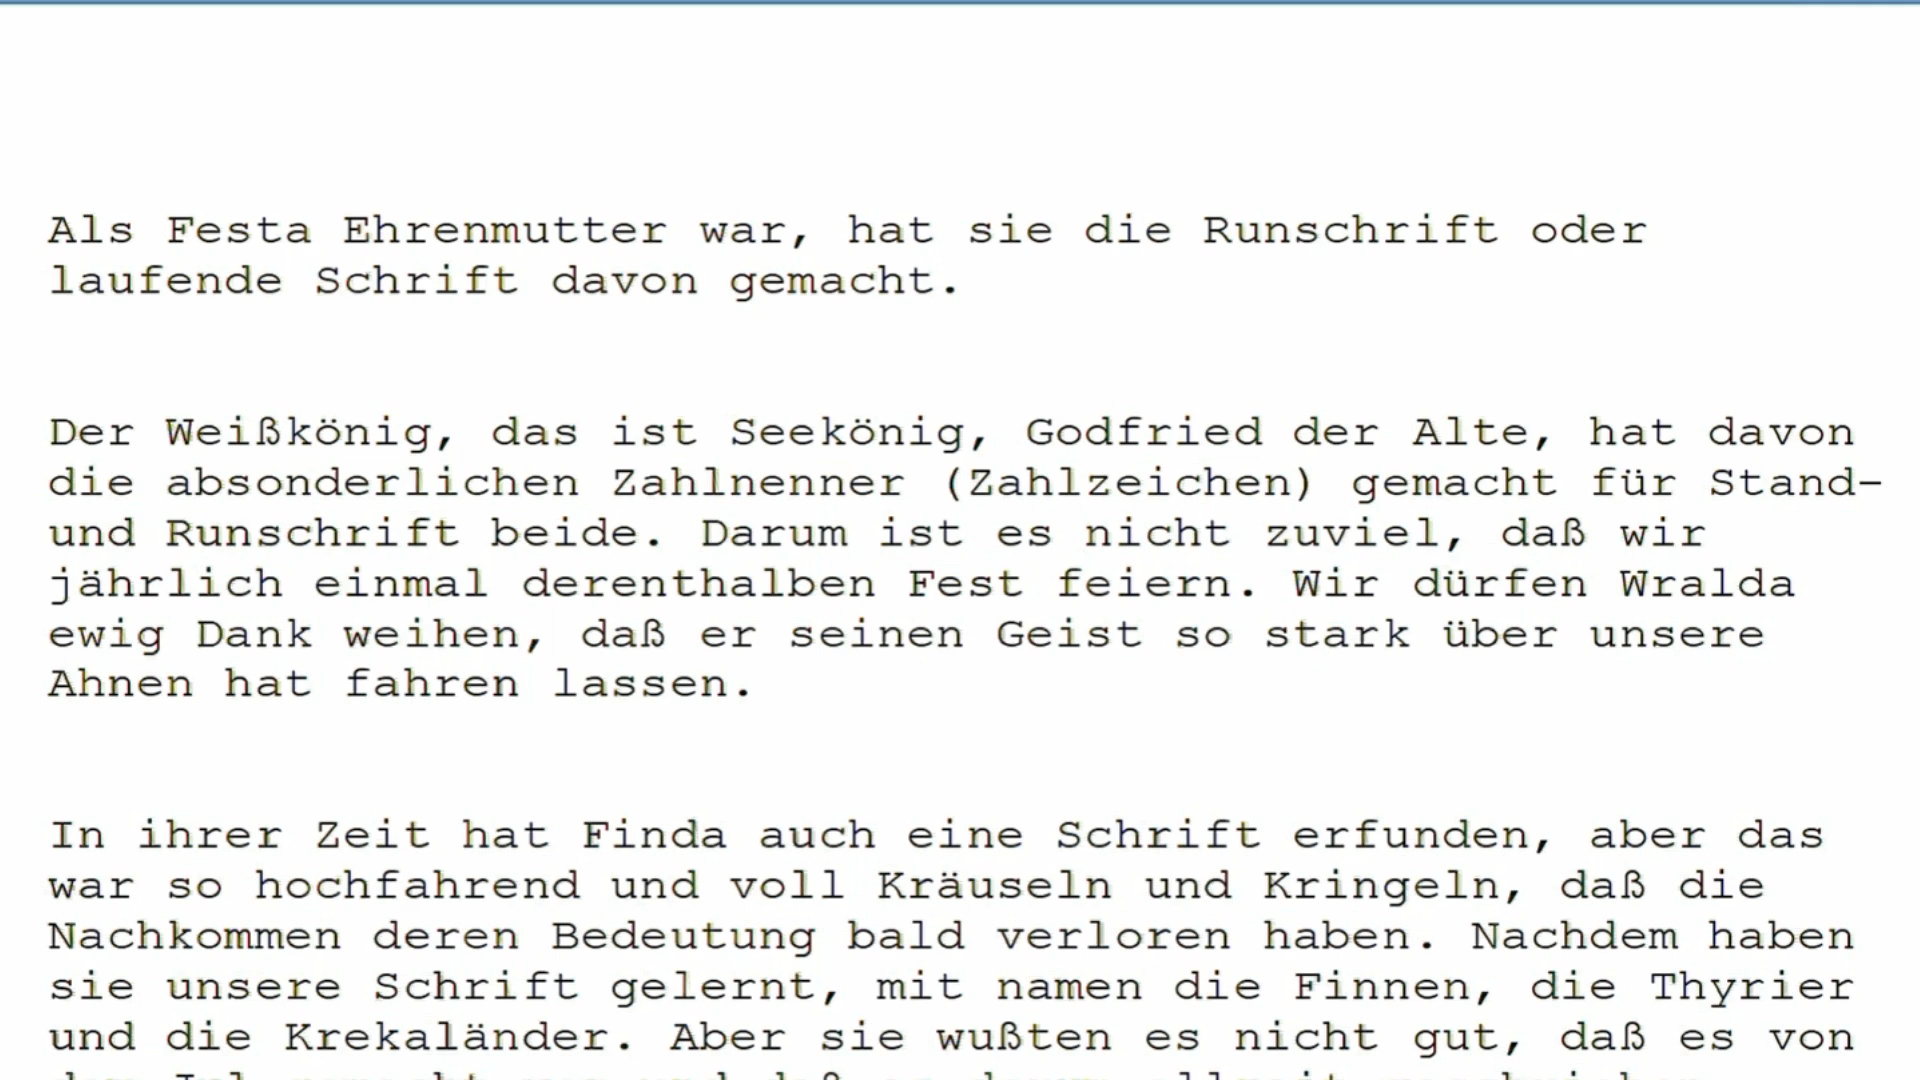 Als Festa Ehrenmutter war, hat sie die Runschrift oder
laufende Schrift davon gemacht.
Der Weißkönig, das ist Seekönig, Godfried der Alte, hat davon
die absonderlichen Zahlnenner (Zahlzeichen) gemacht für Stand-
und Runschrift beide. Darum ist es nicht zuviel, daß wir
jährlich einmal derenthalben Fest feiern. Wir dürfen Wralda
ewig Dank weihen, daß er seinen Geist so stark über unsere
Ahnen hat fahren lassen.
In ihrer Zeit hat Finda auch eine Schrift erfunden, aber das
war so hochfahrend und voll Kräuseln und Kringeln, daß die
Nachkommen deren Bedeutung bald verloren haben. Nachdem haben
sie unsere Schrift gelernt, mit namen die Finnen, die Thyrier
und die Krekaländer. Aber sie wußten es nicht gut, daß es von